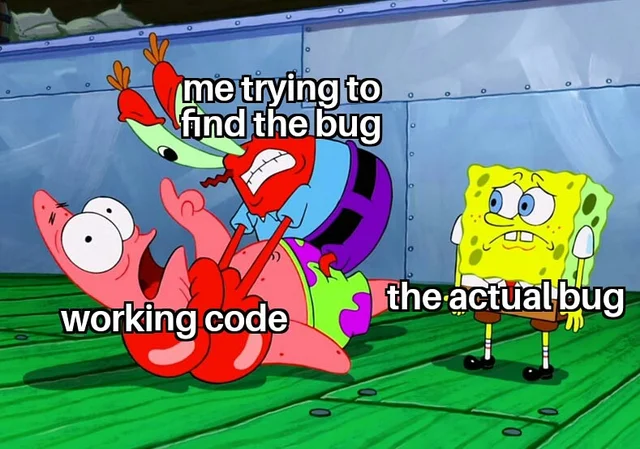 me trying to
find the bug
the actual bug
working code